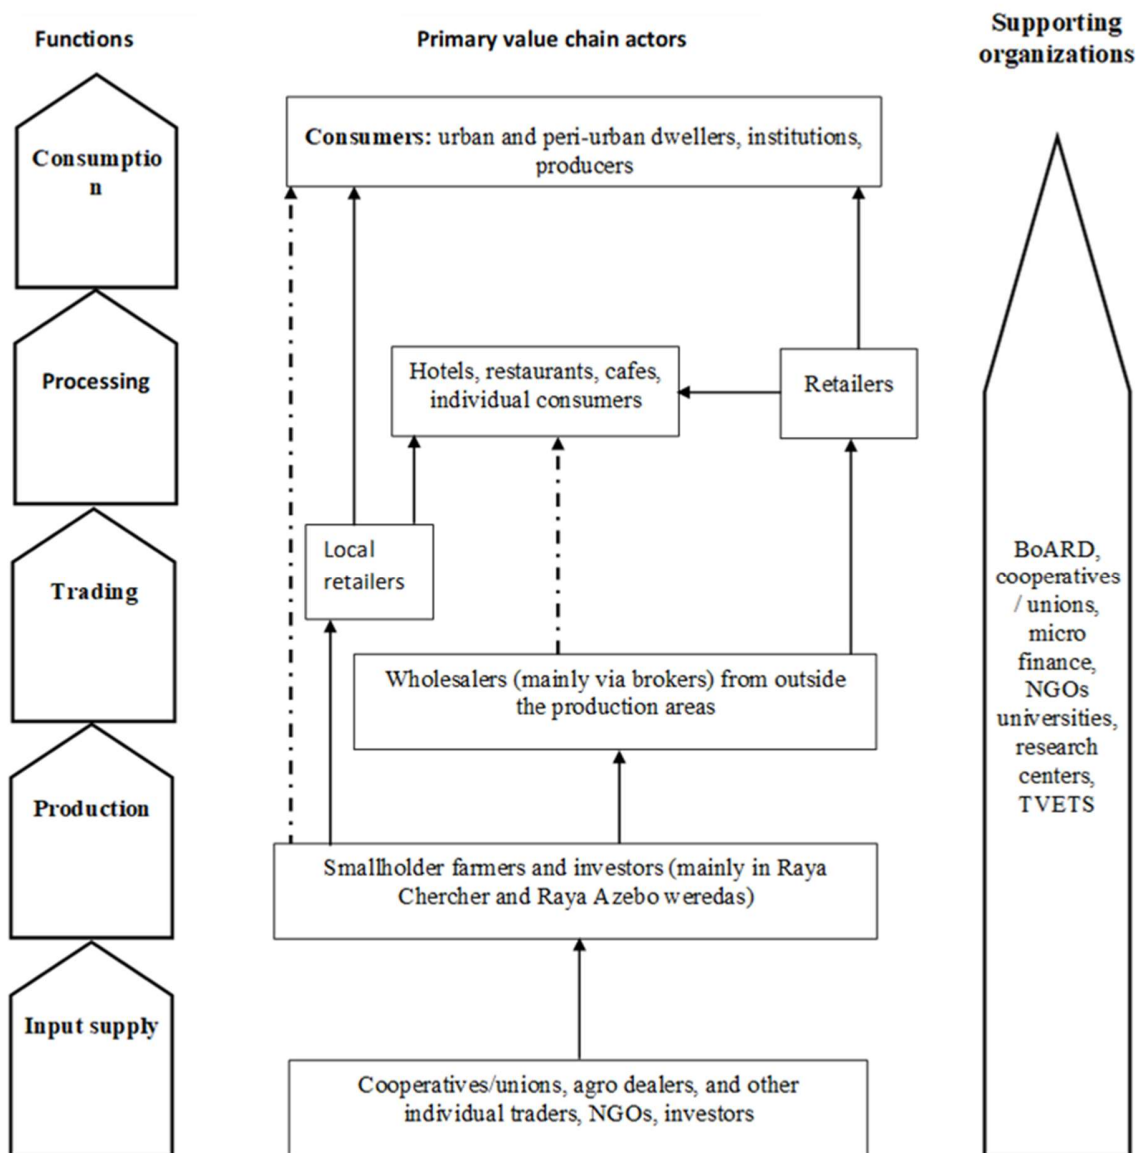 Functions
Primary value chain actors
Supporting
organizations
Consumptio
n
Consumers: urban and peri-urban dwellers, institutions,
producers
Processing
Hotels, restaurants, cafes,
individual consumers
Retailers
Trading
Local
retailers
Wholesalers (mainly via brokers) from outside
the production areas
Production
Smallholder farmers and investors (mainly in Raya
Chercher and Raya Azebo weredas)
Input supply
Cooperatives/unions, agro dealers, and other
individual traders, NGOs, investors
BoARD,
cooperatives
/ unions,
micro
finance,
NGOs
universities,
research
centers,
TVETS